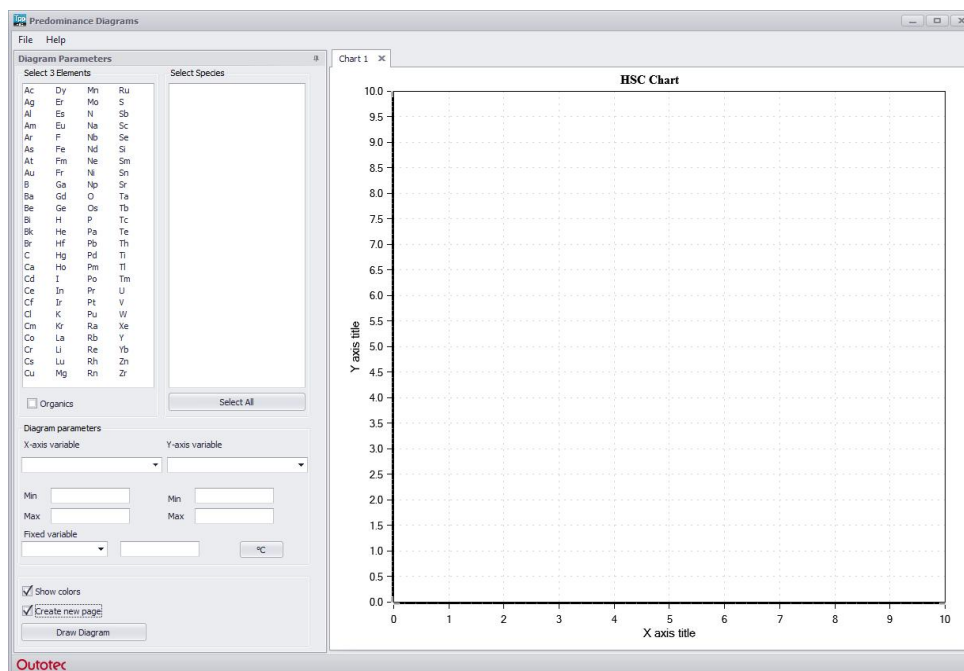 Predominance Diagrams
File Help
Diagram Parameters
Select 3 Elements Select Species
Ac Dy Mn Ru
Ag Er Mo S
Al Es N Sb
Am Eu Na Sc
Ar F Nb Se
As Fe Nd Si
At Fm Ne Sm
Au Fr Ni Sn
B Ga Np Sr
Ba Gd O Ta
Be Ge Os Tb
Bi H P Tc
Bk He Pa Te
Br Hf Pb Th
C Hg Pd Ti
Ca Ho Pm Tl
Cd I Po Tm
Ce In Pr U
Cf Ir Pt V
Cl K Pu W
Cm Kr Ra Xe
Co La Rb Y
Cr Li Re Yb
Cs Lu Rh Zn
Cu Mg Rn Zr
Organics
Select All
Diagram parameters
X-axis variable Y-axis variable
Min Min
Max Max
Fixed variable
°C
Show colors
Create new page
Draw Diagram
Outotec
Chart 1
HSC Chart
10.0
9.5
9.0
8.5
8.0
7.5
7.0
6.5
6.0
5.5
5.0
4.5
4.0
3.5
3.0
2.5
2.0
1.5
1.0
0.5
0.0
Y axis title
0 1 2 3 4 5 6 7 8 9 10
X axis title